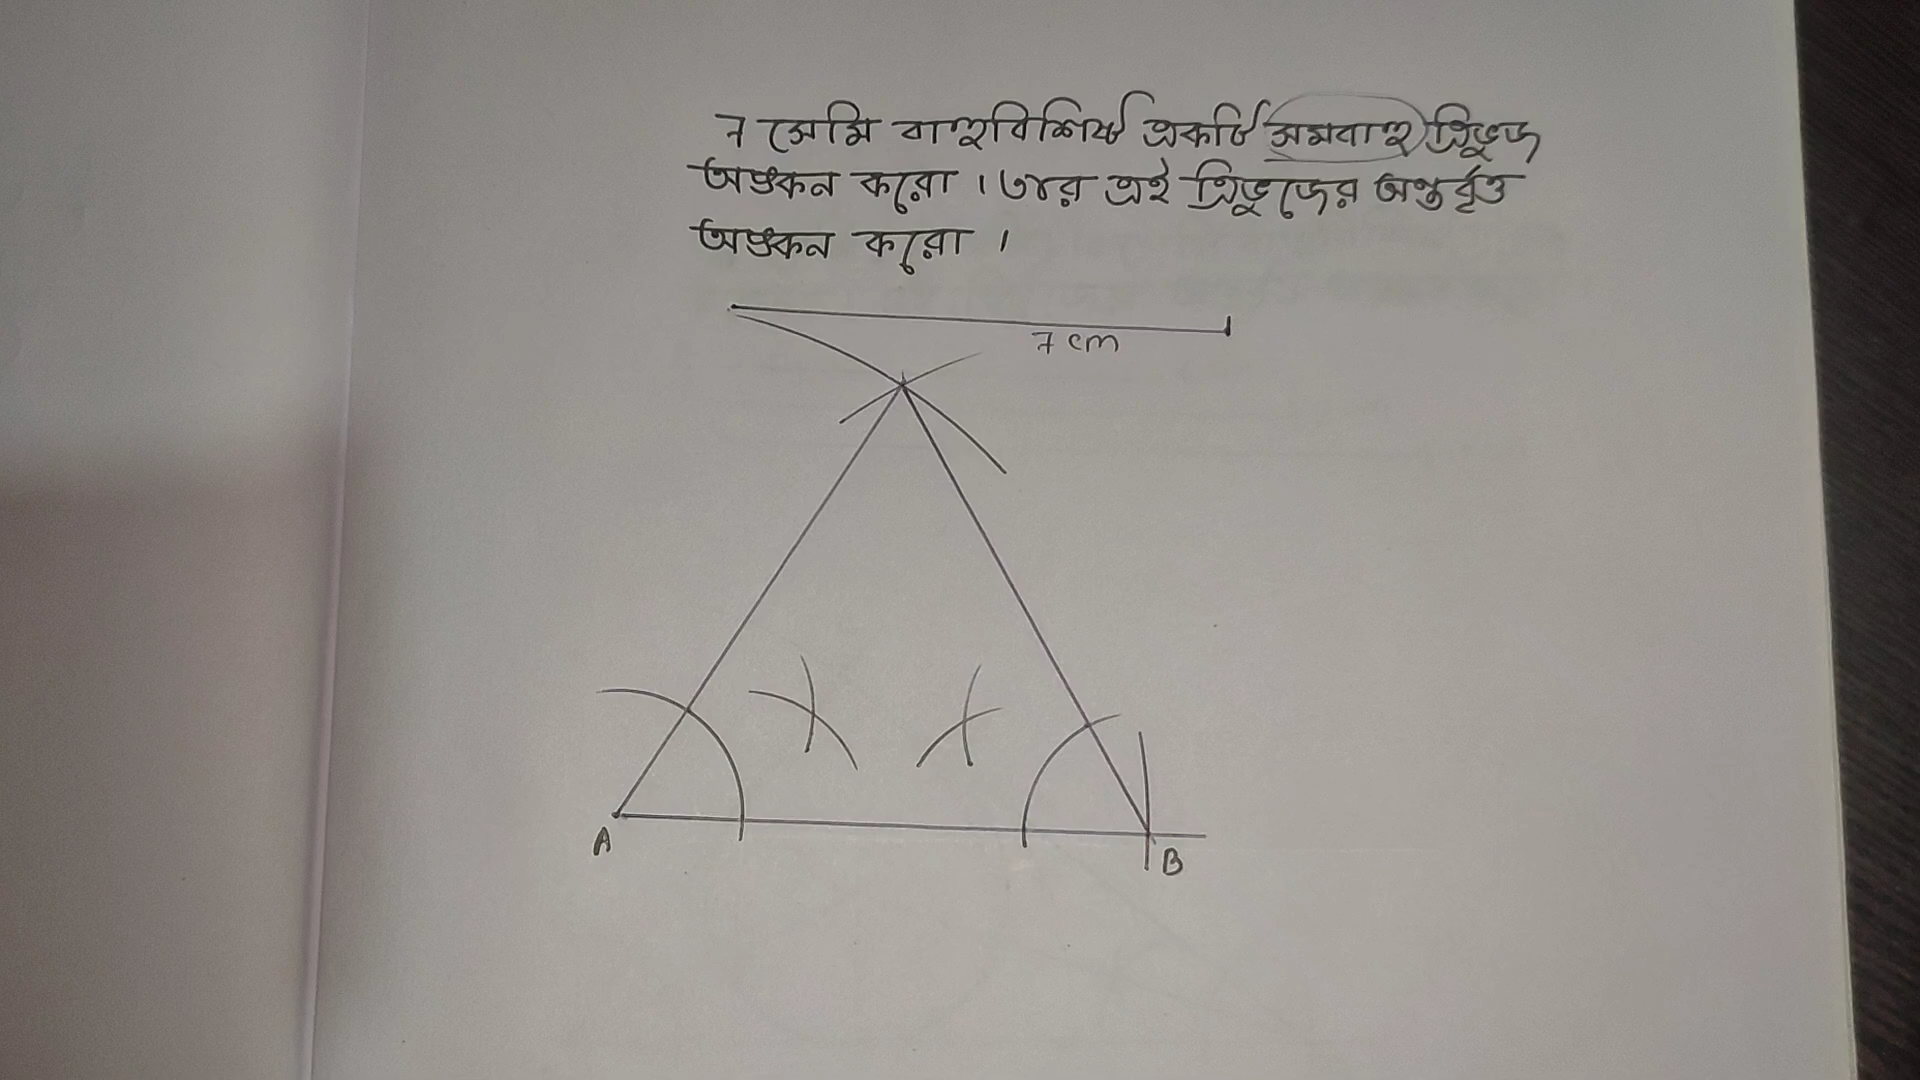 7 সেমি বাহুবিশিষ্ট একটি সমবাহু ত্রিভুজ
অঙ্কন করো । এই ত্রিভুজের অন্তর্বৃত্ত
অঙ্কন করো ।
7 cm
A
B